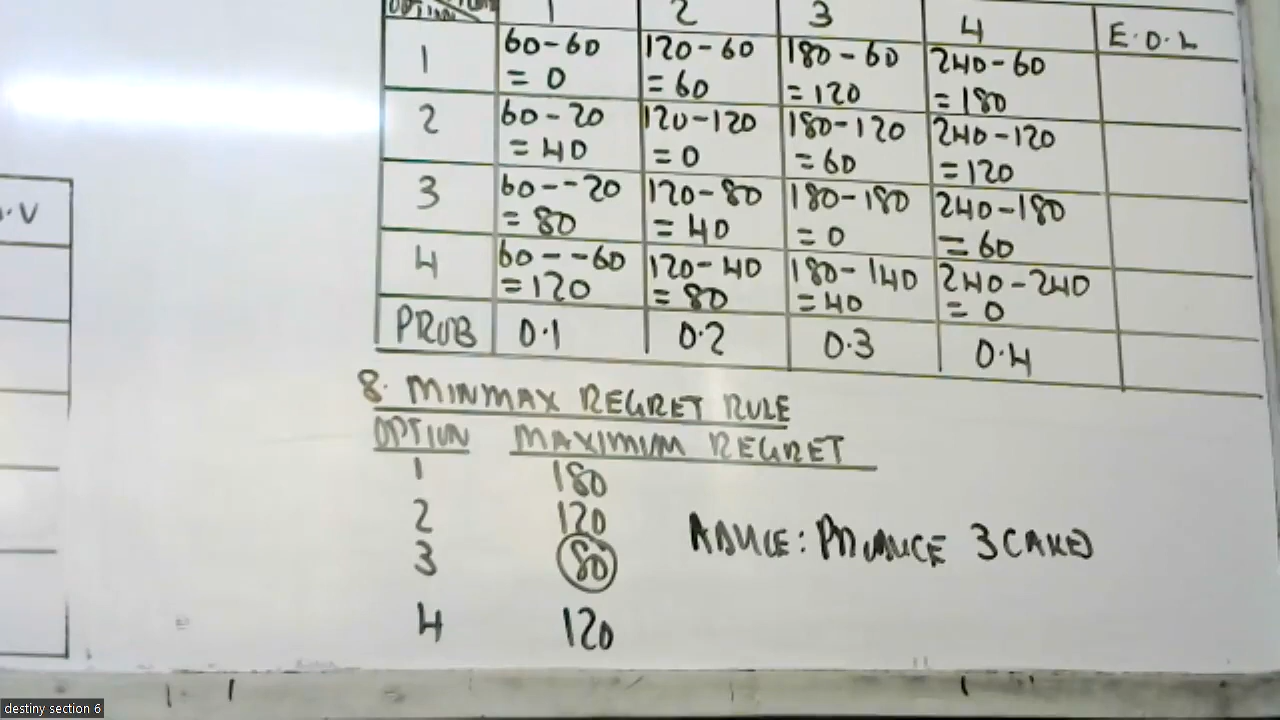 OPTION 1 2 3 4 E.O.L
1 60-60 120-60 180-60 240-60
=0 =60 =120 =180
2 60-20 120-120 180-120 240-120
=40 =0 =60 =120
3 60--20 120-80 180-180 240-180
=80 =40 =0 =60
4 60--60 120-40 180-140 240-240
=120 =80 =40 =0
PROB 0.1 0.2 0.3 0.4
.V
8. MINMAX REGRET RULE
OPTION MAXIMUM REGRET
1 180
2 120
3 80
4 120
ADVICE: PRODUCE 3 CAKES
destiny section 6